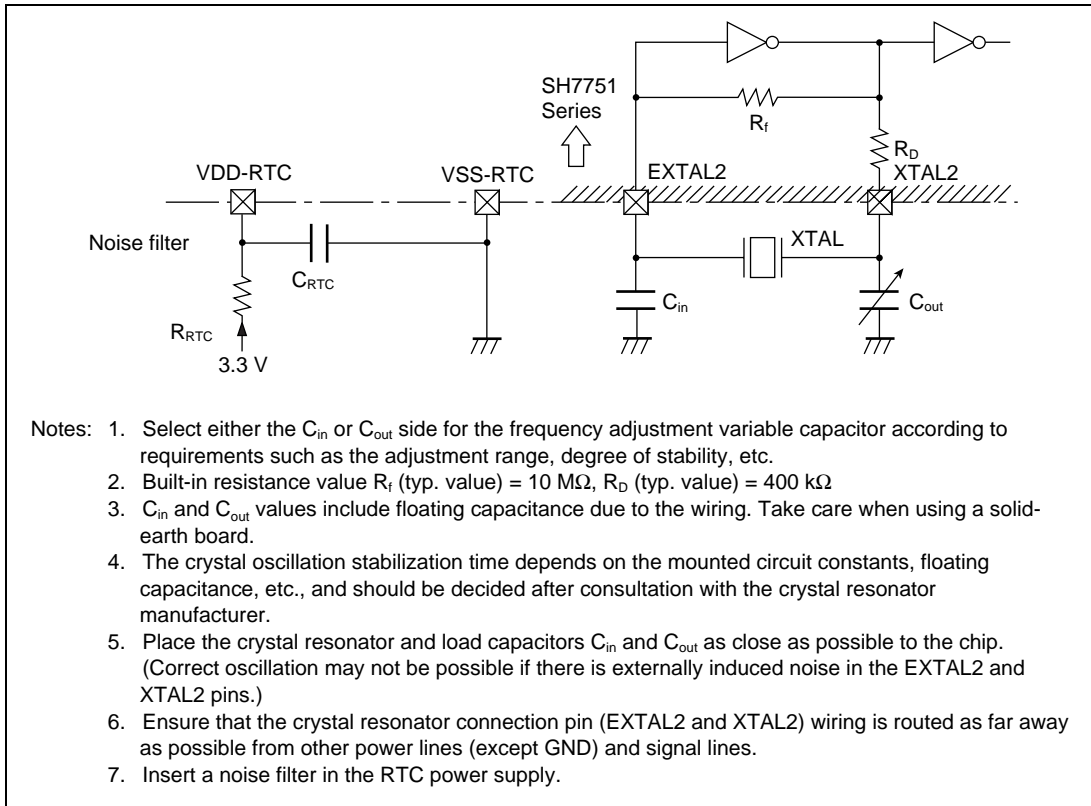 SH7751
Series
R_f
R_D
VDD-RTC
VSS-RTC
EXTAL2
XTAL2
Noise filter
XTAL
C_RTC
C_in
C_out
R_RTC
3.3 V
Notes: 1. Select either the C_in or C_out side for the frequency adjustment variable capacitor according to
requirements such as the adjustment range, degree of stability, etc.
2. Built-in resistance value R_f (typ. value) = 10 MΩ, R_D (typ. value) = 400 kΩ
3. C_in and C_out values include floating capacitance due to the wiring. Take care when using a solid-
earth board.
4. The crystal oscillation stabilization time depends on the mounted circuit constants, floating
capacitance, etc., and should be decided after consultation with the crystal resonator
manufacturer.
5. Place the crystal resonator and load capacitors C_in and C_out as close as possible to the chip.
(Correct oscillation may not be possible if there is externally induced noise in the EXTAL2 and
XTAL2 pins.)
6. Ensure that the crystal resonator connection pin (EXTAL2 and XTAL2) wiring is routed as far away
as possible from other power lines (except GND) and signal lines.
7. Insert a noise filter in the RTC power supply.